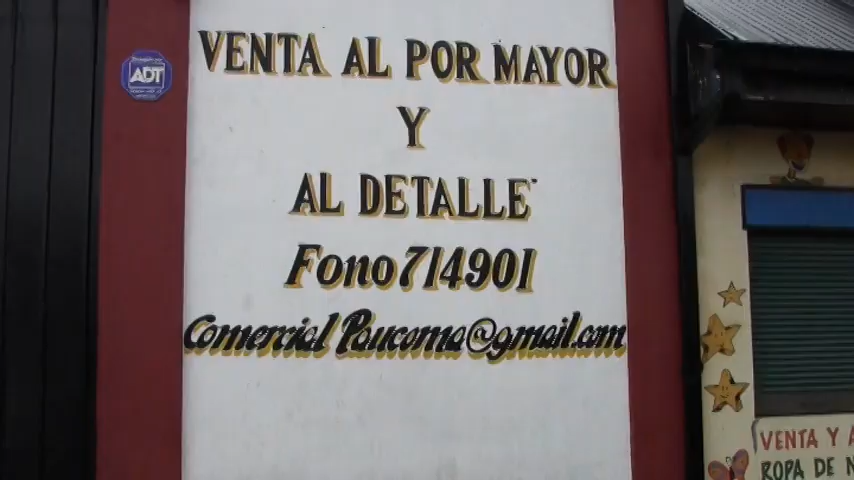 ADT
VENTA AL POR MAYOR
Y
AL DETALLE
Fono 714901
Comercial Paucoma@gmail.com
VENTA Y
ROPA DE